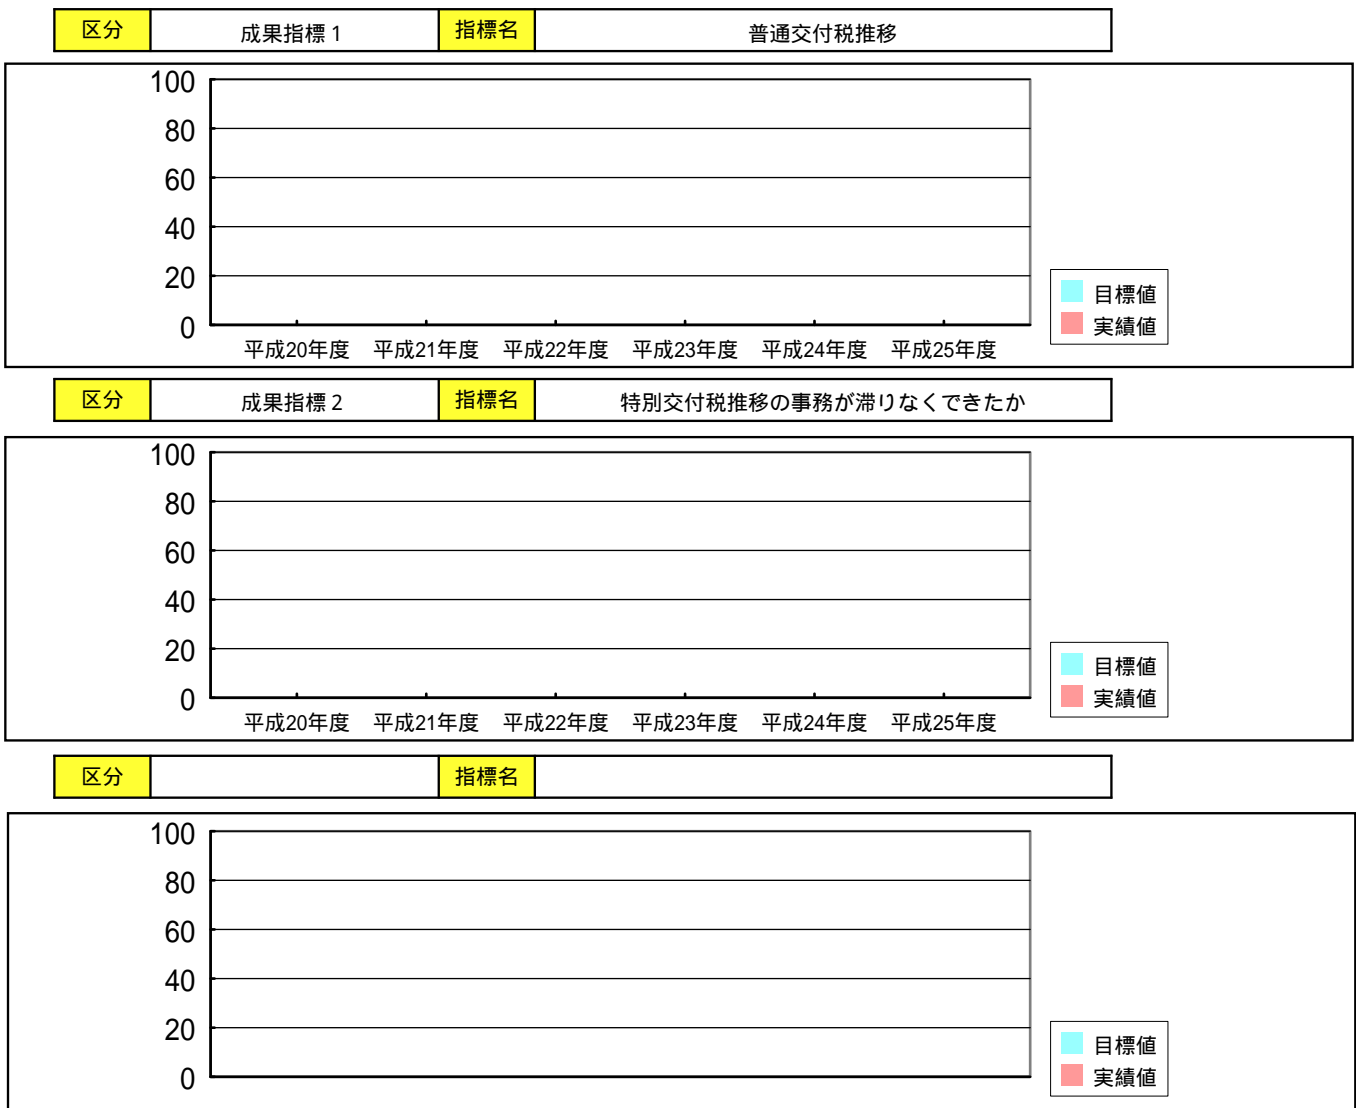 区分 成果指標1 指標名 普通交付税推移
100
80
60
40
20
0
平成20年度 平成21年度 平成22年度 平成23年度 平成24年度 平成25年度
目標値
実績値
区分 成果指標2 指標名 特別交付税推移の事務が滞りなくできたか
100
80
60
40
20
0
平成20年度 平成21年度 平成22年度 平成23年度 平成24年度 平成25年度
目標値
実績値
区分 指標名
100
80
60
40
20
0
目標値
実績値